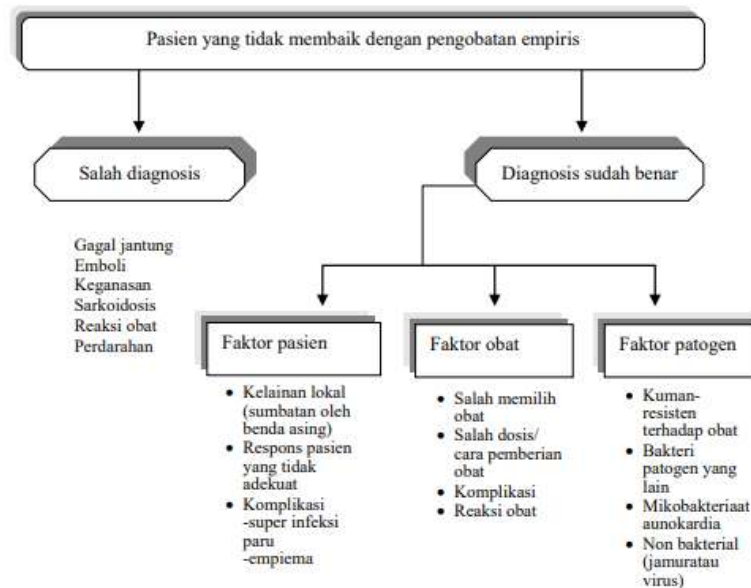 Pasien yang tidak membaik dengan pengobatan empiris
Salah diagnosis
Diagnosis sudah benar
Gagal jantung
Emboli
Keganasan
Sarkoidosis
Reaksi obat
Perdarahan
Faktor pasien
• Kelainan lokal
(sumbatan oleh
benda asing)
• Respons pasien
yang tidak
adekuat
• Komplikasi
-super infeksi
paru
-empiema
Faktor obat
• Salah memilih
obat
• Salah dosis/
cara pemberian
obat
• Komplikasi
• Reaksi obat
Faktor patogen
• Kuman-
resisten
terhadap obat
• Bakteri
patogen yang
lain
• Mikobakteriaat
aunokardia
• Non bakterial
(jamuratau
virus)